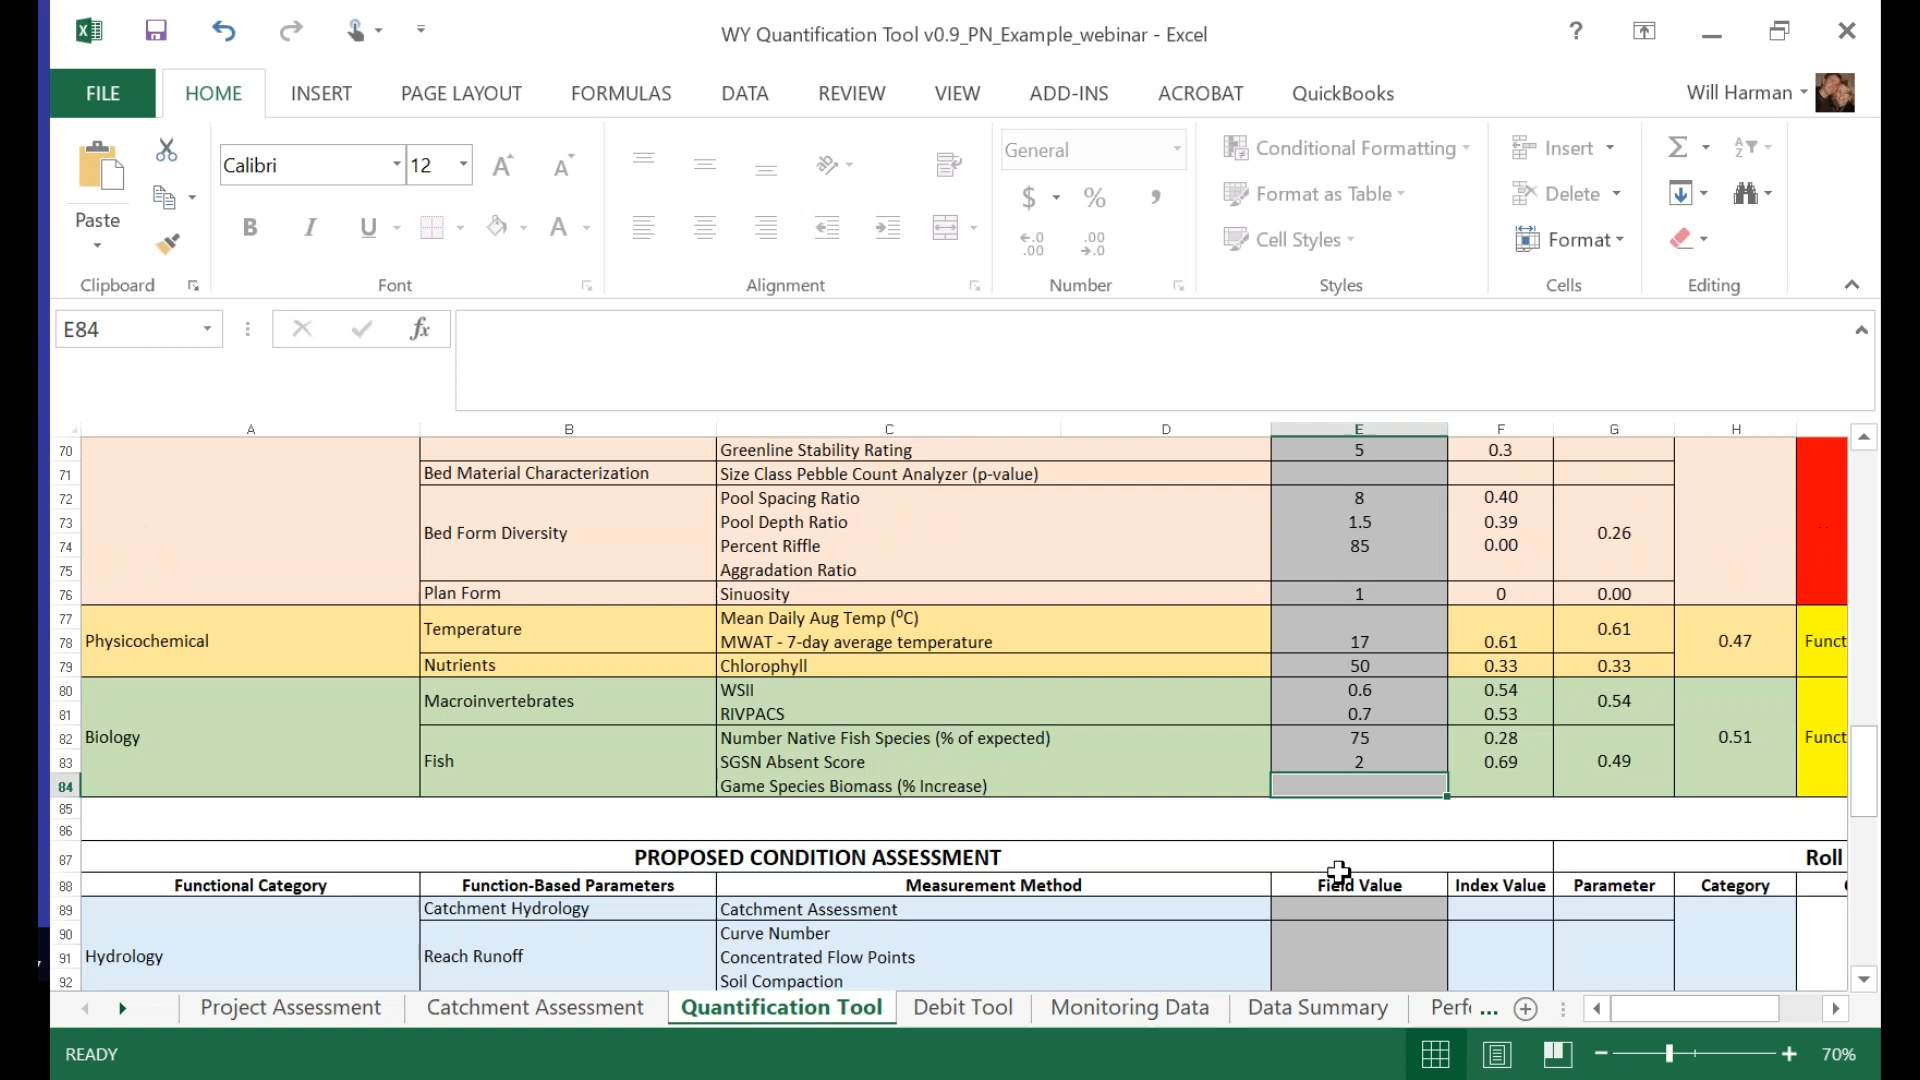 WY Quantification Tool v0.9_PN_Example_webinar - Excel
?
FILE HOME INSERT PAGE LAYOUT FORMULAS DATA REVIEW VIEW ADD-INS ACROBAT QuickBooks Will Harman
Paste
Calibri 12
B I U A
General
$ % ,
Conditional Formatting
Format as Table
Cell Styles
Insert
Delete
Format
Clipboard Font Alignment Number Styles Cells Editing
E84 fx
A B C D E F G H
70 Greenline Stability Rating 5 0.3
71 Bed Material Characterization Size Class Pebble Count Analyzer (p-value)
72 Pool Spacing Ratio 8 0.40
73 Pool Depth Ratio 1.5 0.39
Bed Form Diversity 0.26
74 Percent Riffle 85 0.00
75 Aggradation Ratio
76 Plan Form Sinuosity 1 0 0.00
77 Mean Daily Aug Temp (⁰C)
Temperature 0.61
78 MWAT - 7-day average temperature 17 0.61
Physicochemical 0.47 Funct
79 Nutrients Chlorophyll 50 0.33 0.33
80 WSII 0.6 0.54
Macroinvertebrates 0.54
81 RIVPACS 0.7 0.53
82 Number Native Fish Species (% of expected) 75 0.28
Biology 0.51 Funct
83 Fish SGSN Absent Score 2 0.69 0.49
84 Game Species Biomass (% Increase)
85
86
87 PROPOSED CONDITION ASSESSMENT Roll
88 Functional Category Function-Based Parameters Measurement Method Field Value Index Value Parameter Category
89 Catchment Hydrology Catchment Assessment
90 Curve Number
91 Hydrology Reach Runoff Concentrated Flow Points
92 Soil Compaction
Project Assessment Catchment Assessment Quantification Tool Debit Tool Monitoring Data Data Summary Perfo ...
READY 70%